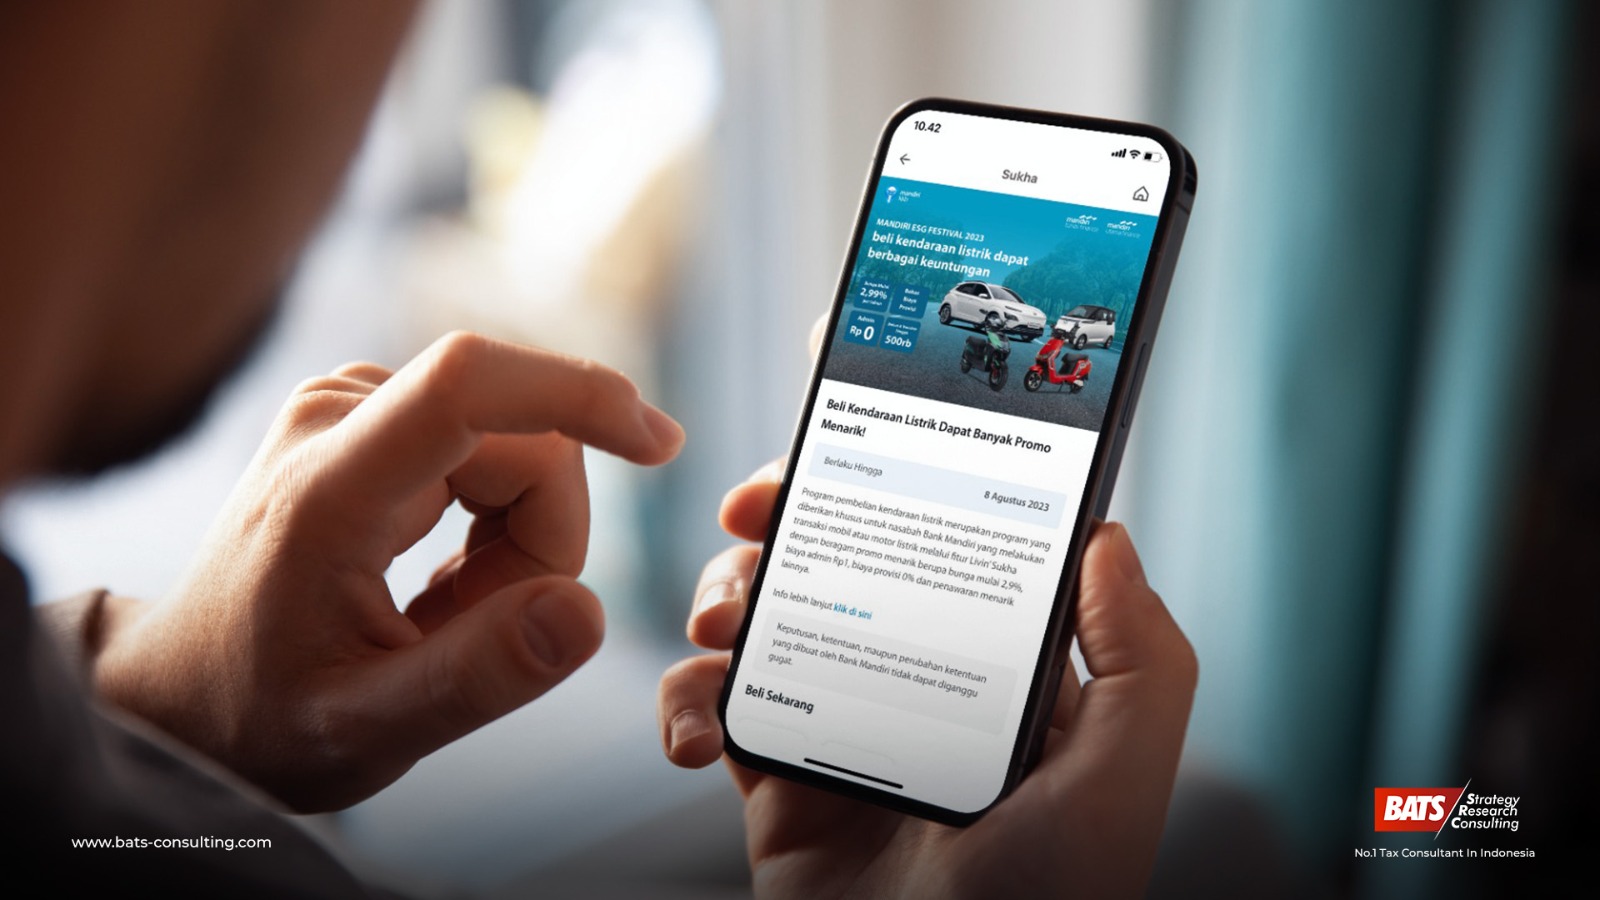 10.42
Sukha
mandiri
MANDIRI ESG FESTIVAL 2023
beli kendaraan listrik dapat
berbagai keuntungan
mandiri
mandiri
Bunga Mulai
2,99%
Bebas
Biaya
Provisi
Admin
Rp 0
500rb
Beli Kendaraan Listrik Dapat Banyak Promo
Menarik!
Berlaku Hingga
8 Agustus 2023
Program pembelian kendaraan listrik merupakan program yang
diberikan khusus untuk nasabah Bank Mandiri yang melakukan
transaksi mobil atau motor listrik melalui fitur Livin'Sukha
dengan beragam promo menarik berupa bunga mulai 2,9%,
biaya admin Rp1, biaya provisi 0% dan penawaran menarik
lainnya.
Info lebih lanjut klik di sini
Keputusan, ketentuan, maupun perubahan ketentuan
yang dibuat oleh Bank Mandiri tidak dapat diganggu
gugat.
Beli Sekarang
www.bats-consulting.com
BATS
Strategy
Research
Consulting
No.1 Tax Consultant In Indonesia